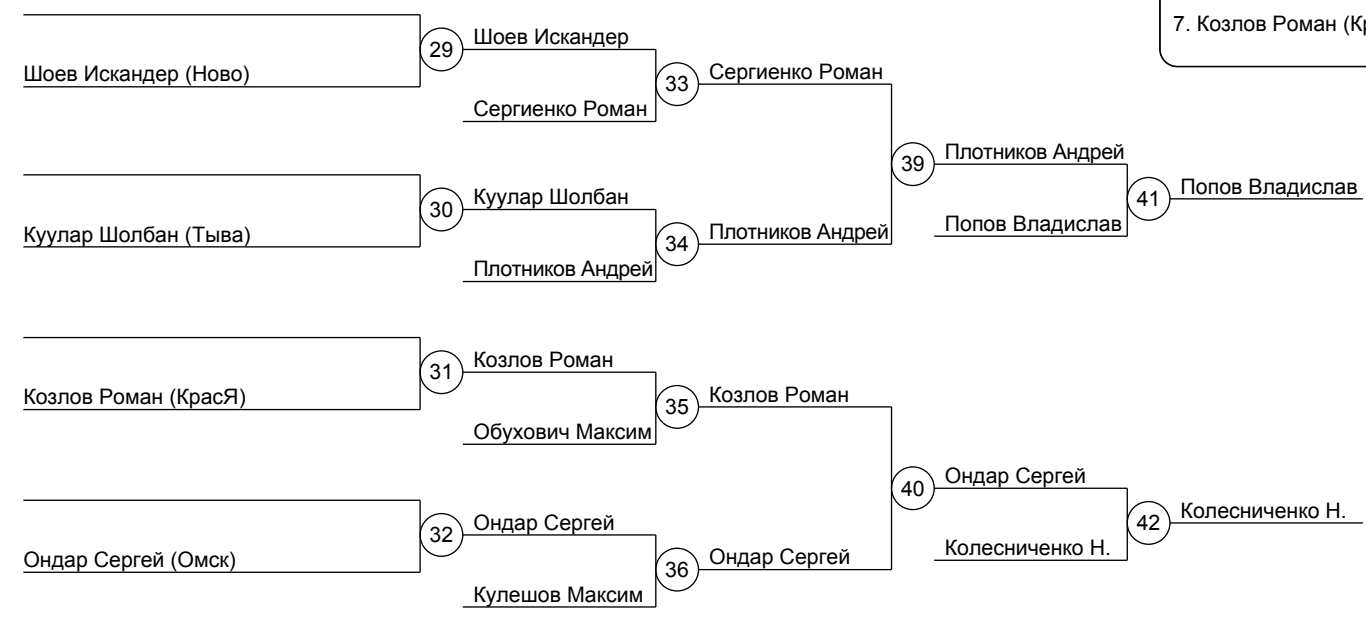 7. Козлов Роман (Кр
29
Шоев Искандер
Шоев Искандер (Ново)
33
Сергиенко Роман
Сергиенко Роман
39
Плотников Андрей
30
Куулар Шолбан
Куулар Шолбан (Тыва)
34
Плотников Андрей
Плотников Андрей
Попов Владислав
41
Попов Владислав
31
Козлов Роман
Козлов Роман (КрасЯ)
35
Козлов Роман
Обухович Максим
40
Ондар Сергей
32
Ондар Сергей
Ондар Сергей (Омск)
36
Ондар Сергей
Кулешов Максим
Колесниченко Н.
42
Колесниченко Н.